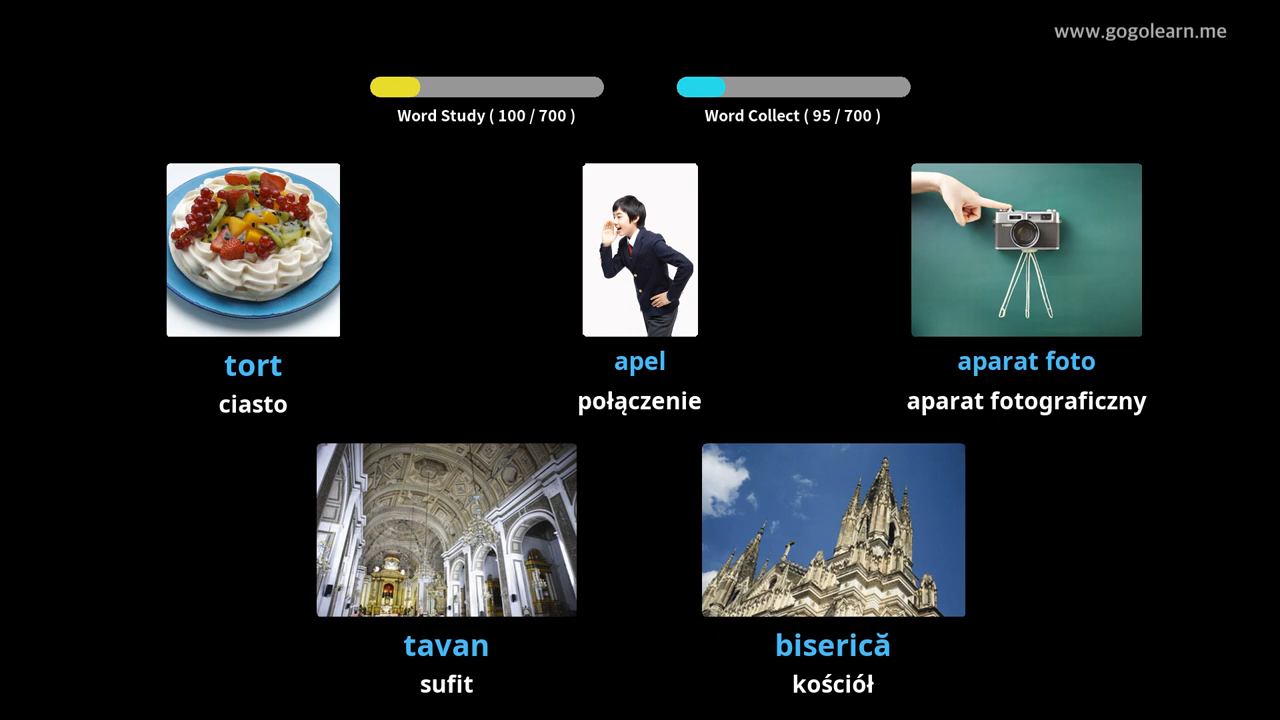 www.gogolearn.me
Word Study ( 100 / 700 )
Word Collect ( 95 / 700 )
tort
ciasto
apel
połączenie
aparat foto
aparat fotograficzny
tavan
sufit
biserică
kościół